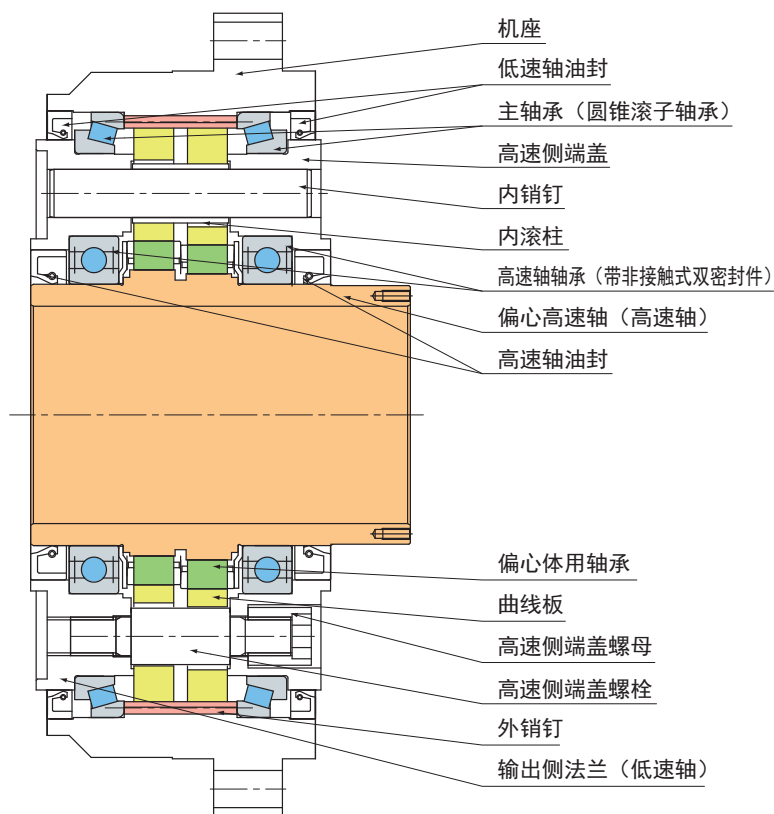 机座
低速轴油封
主轴承（圆锥滚子轴承）
高速侧端盖
内销钉
内滚柱
高速轴轴承（带非接触式双密封件）
偏心高速轴（高速轴）
高速轴油封
偏心体用轴承
曲线板
高速侧端盖螺母
高速侧端盖螺栓
外销钉
输出侧法兰（低速轴）